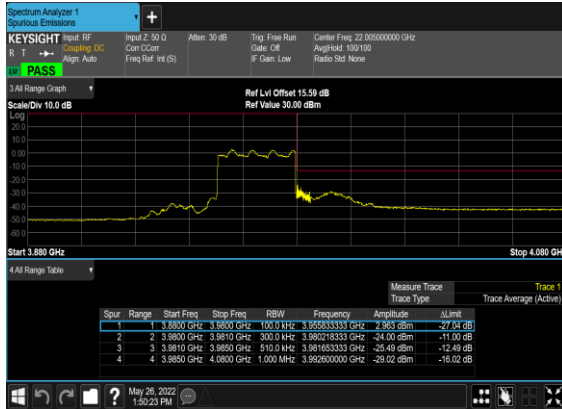 Spectrum Analyzer 1
Spurious Emissions
+
KEYSIGHT Input: RF Input Z: 50 Ω Atten: 30 dB Trig: Free Run Center Freq: 22.005000000 GHz
R T Coupling: DC Corr CCorr Gate: Off Avg|Hold: 100/100
Align: Auto Freq Ref: Int (S) IF Gain: Low Radio Std: None
PASS
3 All Range Graph
Ref Lvl Offset 15.59 dB
Scale/Div 10.0 dB Ref Value 30.00 dBm
Log
20.0
10.0
0.00
-10.0
-20.0
-30.0
-40.0
-50.0
-60.0
Start 3.880 GHz Stop 4.080 GH
4 All Range Table
Measure Trace Trace 1
Trace Type Trace Average (Active)
Spur Range Start Freq Stop Freq RBW Frequency Amplitude ΔLimit
1 1 3.8800 GHz 3.9800 GHz 100.0 kHz 3.955833333 GHz 2.963 dBm -27.04 dB
2 2 3.9800 GHz 3.9810 GHz 300.0 kHz 3.980218333 GHz -24.00 dBm -11.00 dB
3 3 3.9810 GHz 3.9850 GHz 510.0 kHz 3.981653333 GHz -25.49 dBm -12.49 dB
4 4 3.9850 GHz 4.0800 GHz 1.000 MHz 3.992600000 GHz -29.02 dBm -16.02 dB
? May 26, 2022
1:50:23 PM